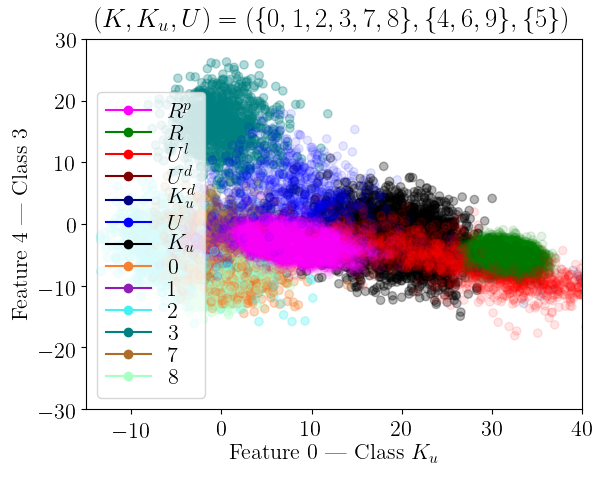 (K, K_u, U) = ({0, 1, 2, 3, 7, 8}, {4, 6, 9}, {5})
30
20
10
0
−10
−20
−30
Feature 4 — Class 3
R^p
R
U^l
U^d
K_u^d
U
K_u
0
1
2
3
7
8
−10 0 10 20 30 40
Feature 0 — Class K_u